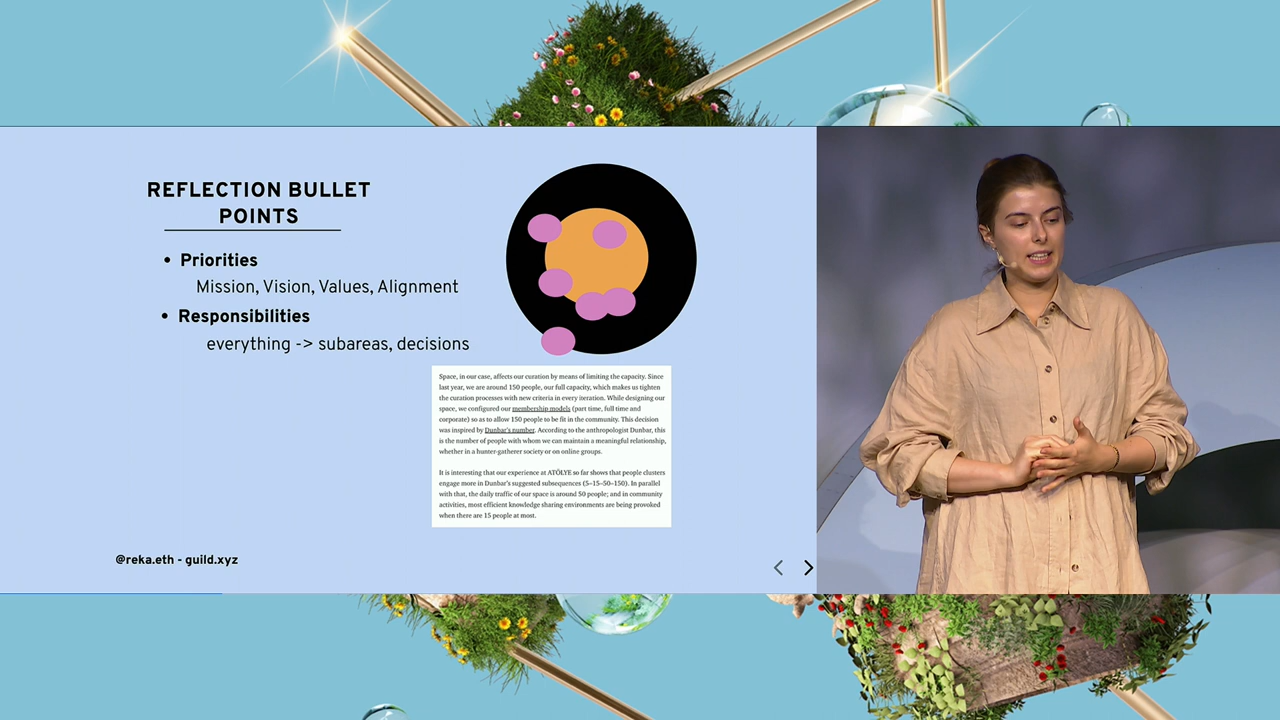 REFLECTION BULLET
POINTS
• Priorities
Mission, Vision, Values, Alignment
• Responsibilities
everything -> subareas, decisions
Space, in our case, affects our curation by means of limiting the capacity. Since
last year, we are around 150 people, our full capacity, which makes us tighten
the curation processes with new criteria in every iteration. While designing our
space, we configured our membership models (part time, full time and
corporate) so as to allow 150 people to be fit in the community. This decision
was inspired by Dunbar's number. According to the anthropologist Dunbar, this
is the number of people with whom we can maintain a meaningful relationship,
whether in a hunter-gatherer society or on online groups.
It is interesting that our experience at ATÖLYE so far shows that people clusters
engage more in Dunbar's suggested subsequences (5–15–50–150). In parallel
with that, the daily traffic of our space is around 50 people; and in community
activities, most efficient knowledge sharing environments are being provoked
when there are 15 people at most.
@reka.eth - guild.xyz